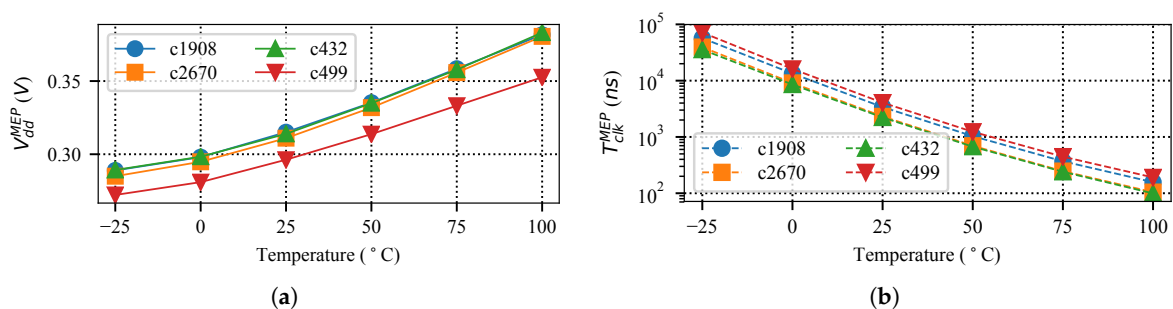 c1908
c432
c2670
c499
0.35
0.30
V_dd^MEP (V)
−25
0
25
50
75
100
Temperature ( ° C)
(a)
10^5
10^4
10^3
10^2
T_clk^MEP (ns)
c1908
c432
c2670
c499
−25
0
25
50
75
100
Temperature ( ° C)
(b)